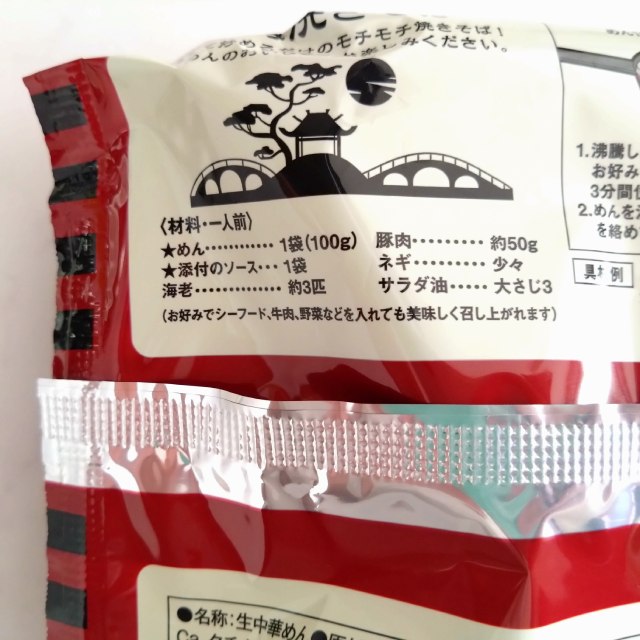 のモチモチ焼きそば!
みください。
〈材料・一人前〉
★めん………… 1袋(100g) 豚肉……… 約50g
★添付のソース… 1袋 ネギ……… 少々
海老…………… 約3匹 サラダ油…… 大さじ3
(お好みでシーフード、牛肉、野菜などを入れても美味しく召し上がれます)
1.沸騰し
お好み
3分間
2.めんを
を絡め
具材例
●名称:生中華めん ●原